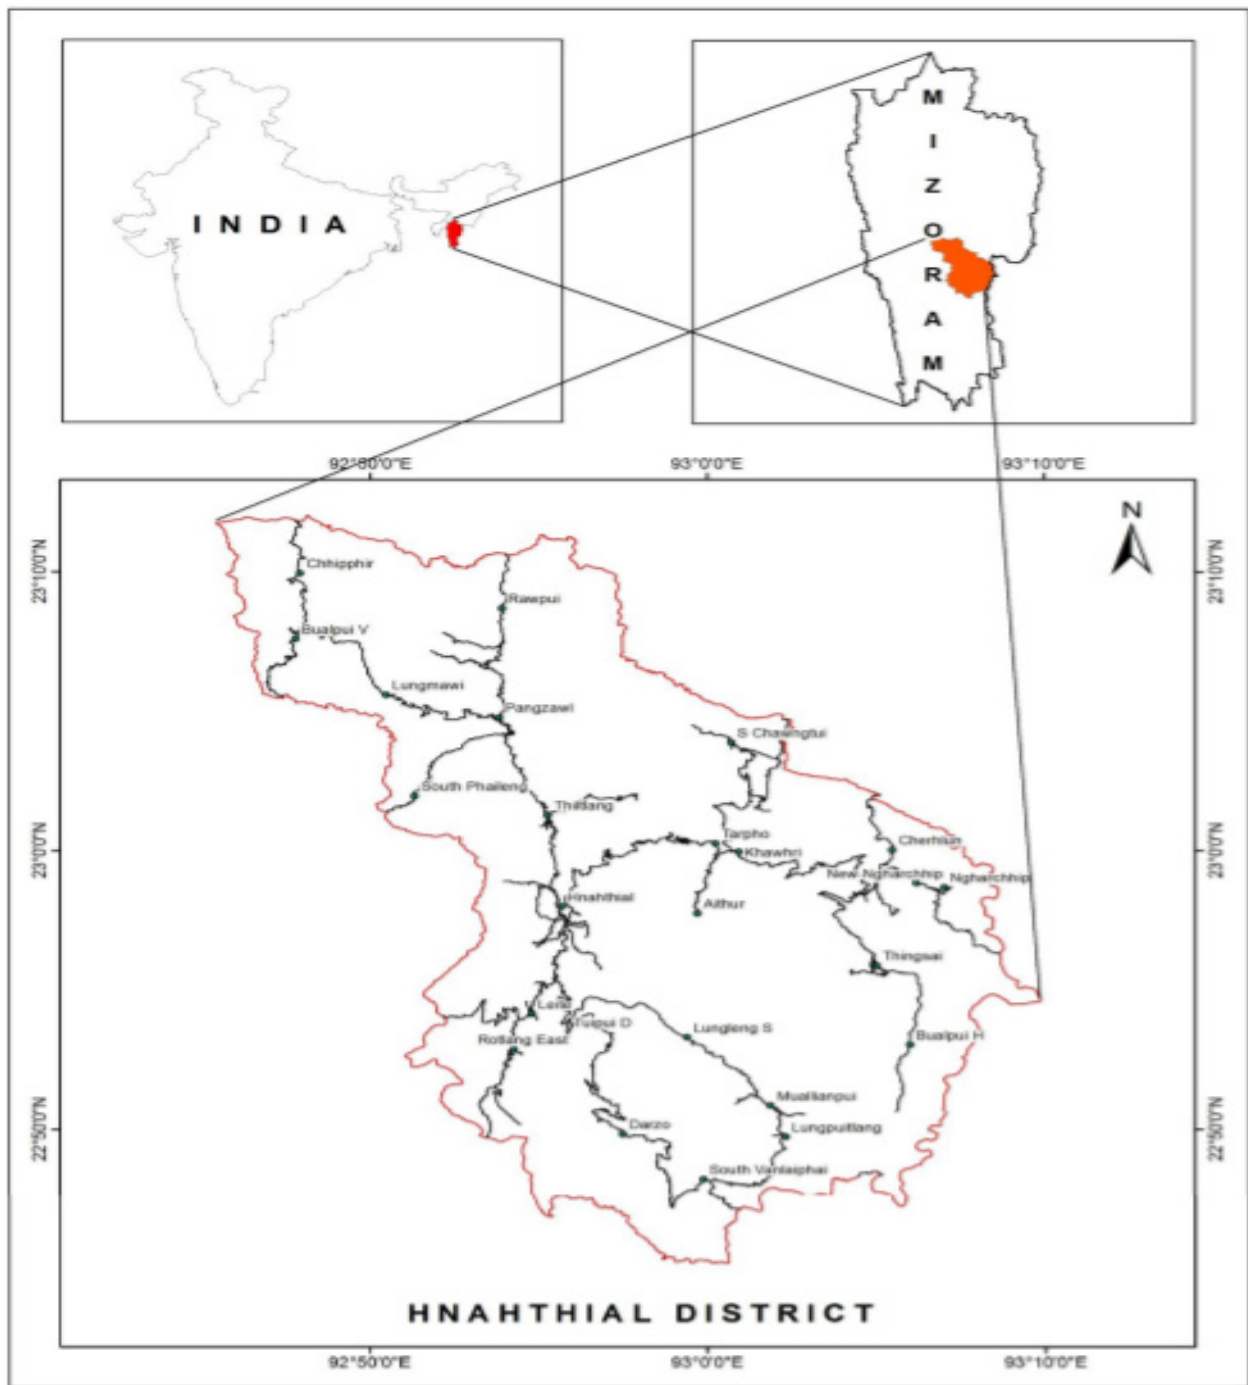 INDIA
M
I
Z
O
R
A
M
92°50'0"E 93°0'0"E 93°10'0"E
N
23°10'0"N 23°10'0"N
Chhipphir
Rawpui
Bualpui V
Lungmawi
Pangzawl
S Chawngtui
South Phaileng
Thiltlang
Tarpho
Khawhri
Cherhlun
23°0'0"N 23°0'0"N
New Ngharchhip Ngharchhip
Hnahthial
Aithur
Thingsai
Leite
Tuipui D
Lungleng S
Rotlang East
Bualpui H
Muallianpui
Darzo
Lungpuitlang
22°50'0"N 22°50'0"N
South Vanlaiphai
HNAHTHIAL DISTRICT
92°50'0"E 93°0'0"E 93°10'0"E